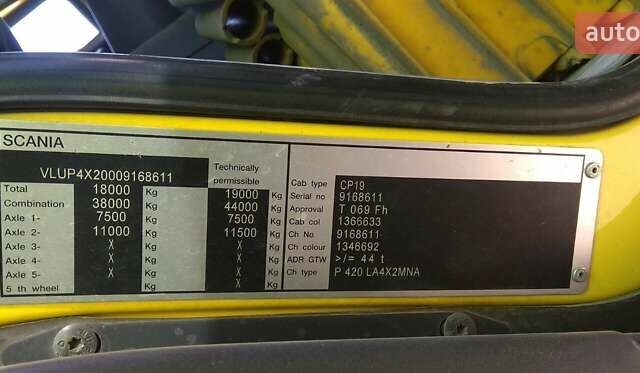 auto
SCANIA
VLUP4X20009168611
Technically
permissible
Total 18000 Kg 19000 Kg
Combination 38000 Kg 44000 Kg
Axle 1- 7500 Kg 7500 Kg
Axle 2- 11000 Kg 11500 Kg
Axle 3- X Kg X Kg
Axle 4- X Kg X Kg
Axle 5- X Kg X Kg
5 th wheel Kg Kg
Cab type CP19
Serial no 9168611
Approval T 069 Fh
Cab col 1366633
Ch No 9168611
Ch colour 1346692
ADR GTW >/= 44 t
Ch type P 420 LA4X2MNA